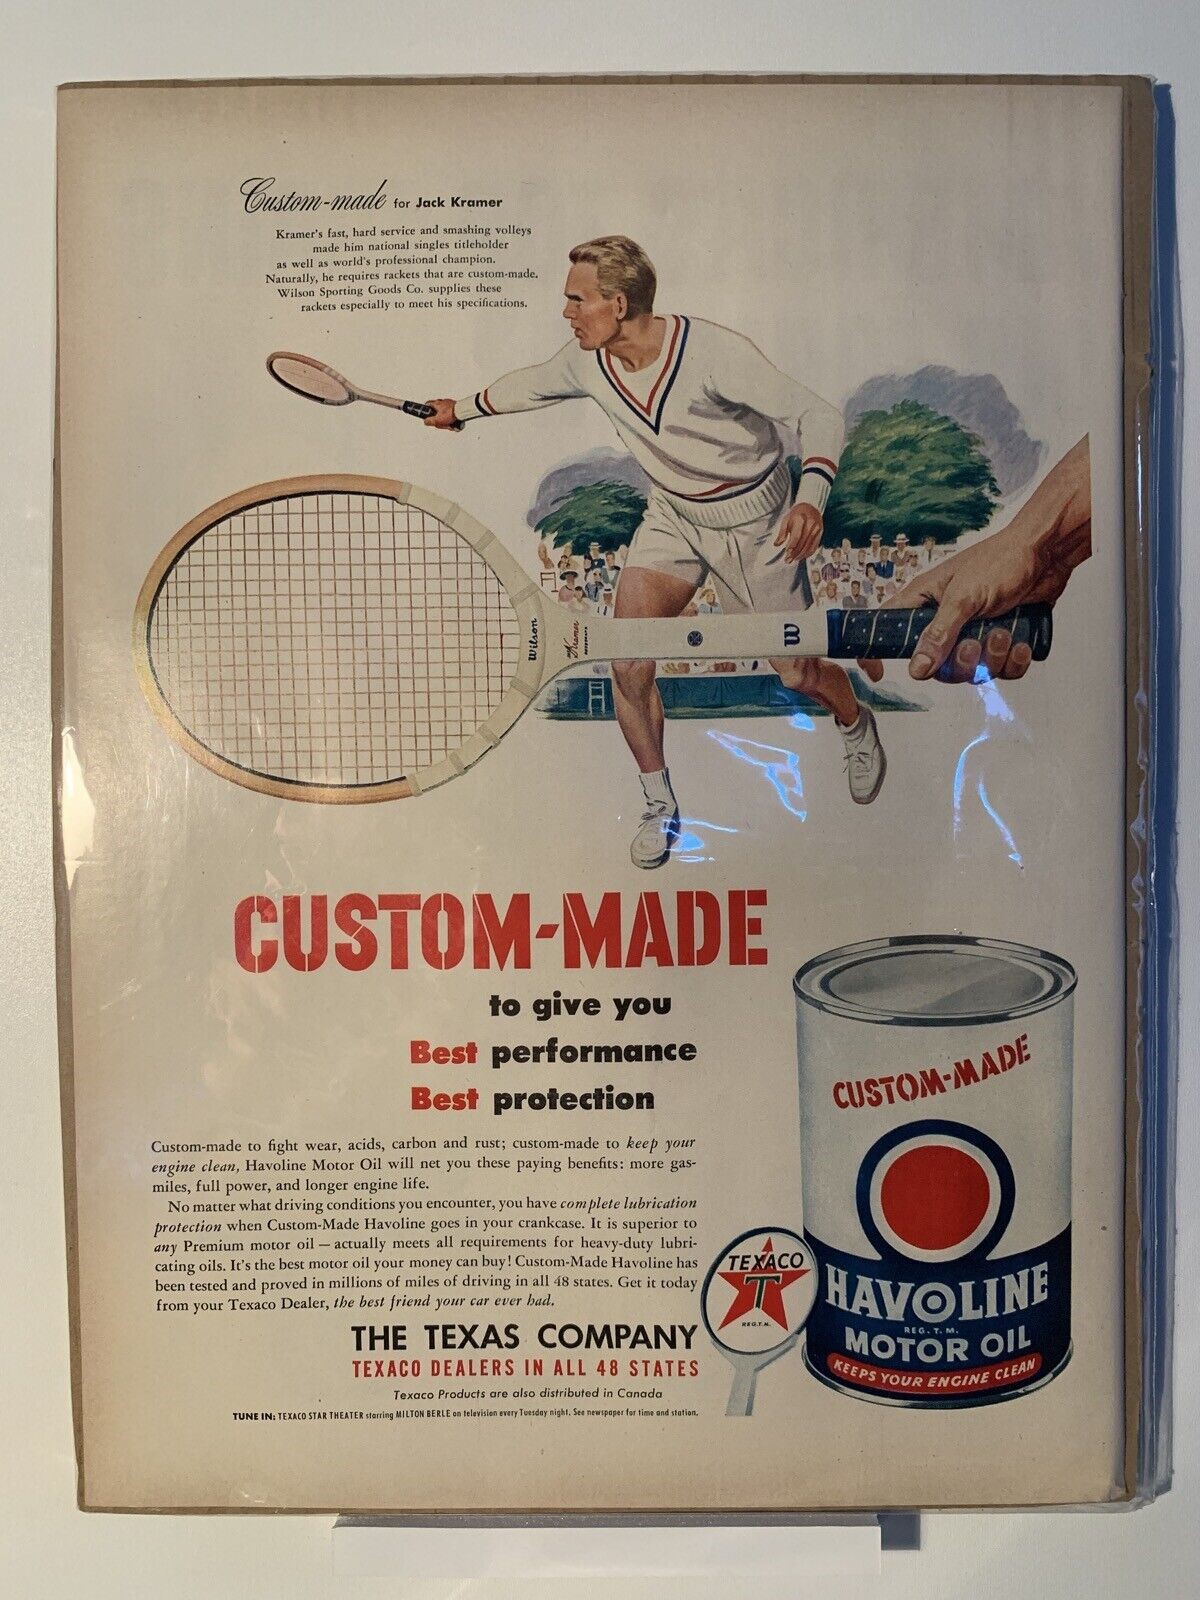 Custom-made for Jack Kramer
Kramer's fast, hard service and smashing volleys
made him national singles titleholder
as well as world's professional champion.
Naturally, he requires rackets that are custom-made.
Wilson Sporting Goods Co. supplies these
rackets especially to meet his specifications.
Wilson
Kramer
W
CUSTOM-MADE
to give you
Best performance
Best protection
Custom-made to fight wear, acids, carbon and rust; custom-made to keep your
engine clean, Havoline Motor Oil will net you these paying benefits: more gas-
miles, full power, and longer engine life.
No matter what driving conditions you encounter, you have complete lubrication
protection when Custom-Made Havoline goes in your crankcase. It is superior to
any Premium motor oil — actually meets all requirements for heavy-duty lubri-
cating oils. It's the best motor oil your money can buy! Custom-Made Havoline has
been tested and proved in millions of miles of driving in all 48 states. Get it today
from your Texaco Dealer, the best friend your car ever had.
THE TEXAS COMPANY
TEXACO DEALERS IN ALL 48 STATES
Texaco Products are also distributed in Canada
TUNE IN: TEXACO STAR THEATER starring MILTON BERLE on television every Tuesday night. See newspaper for time and station.
TEXACO
T
REG. T.M.
CUSTOM-MADE
HAVOLINE
REG. T. M.
MOTOR OIL
KEEPS YOUR ENGINE CLEAN